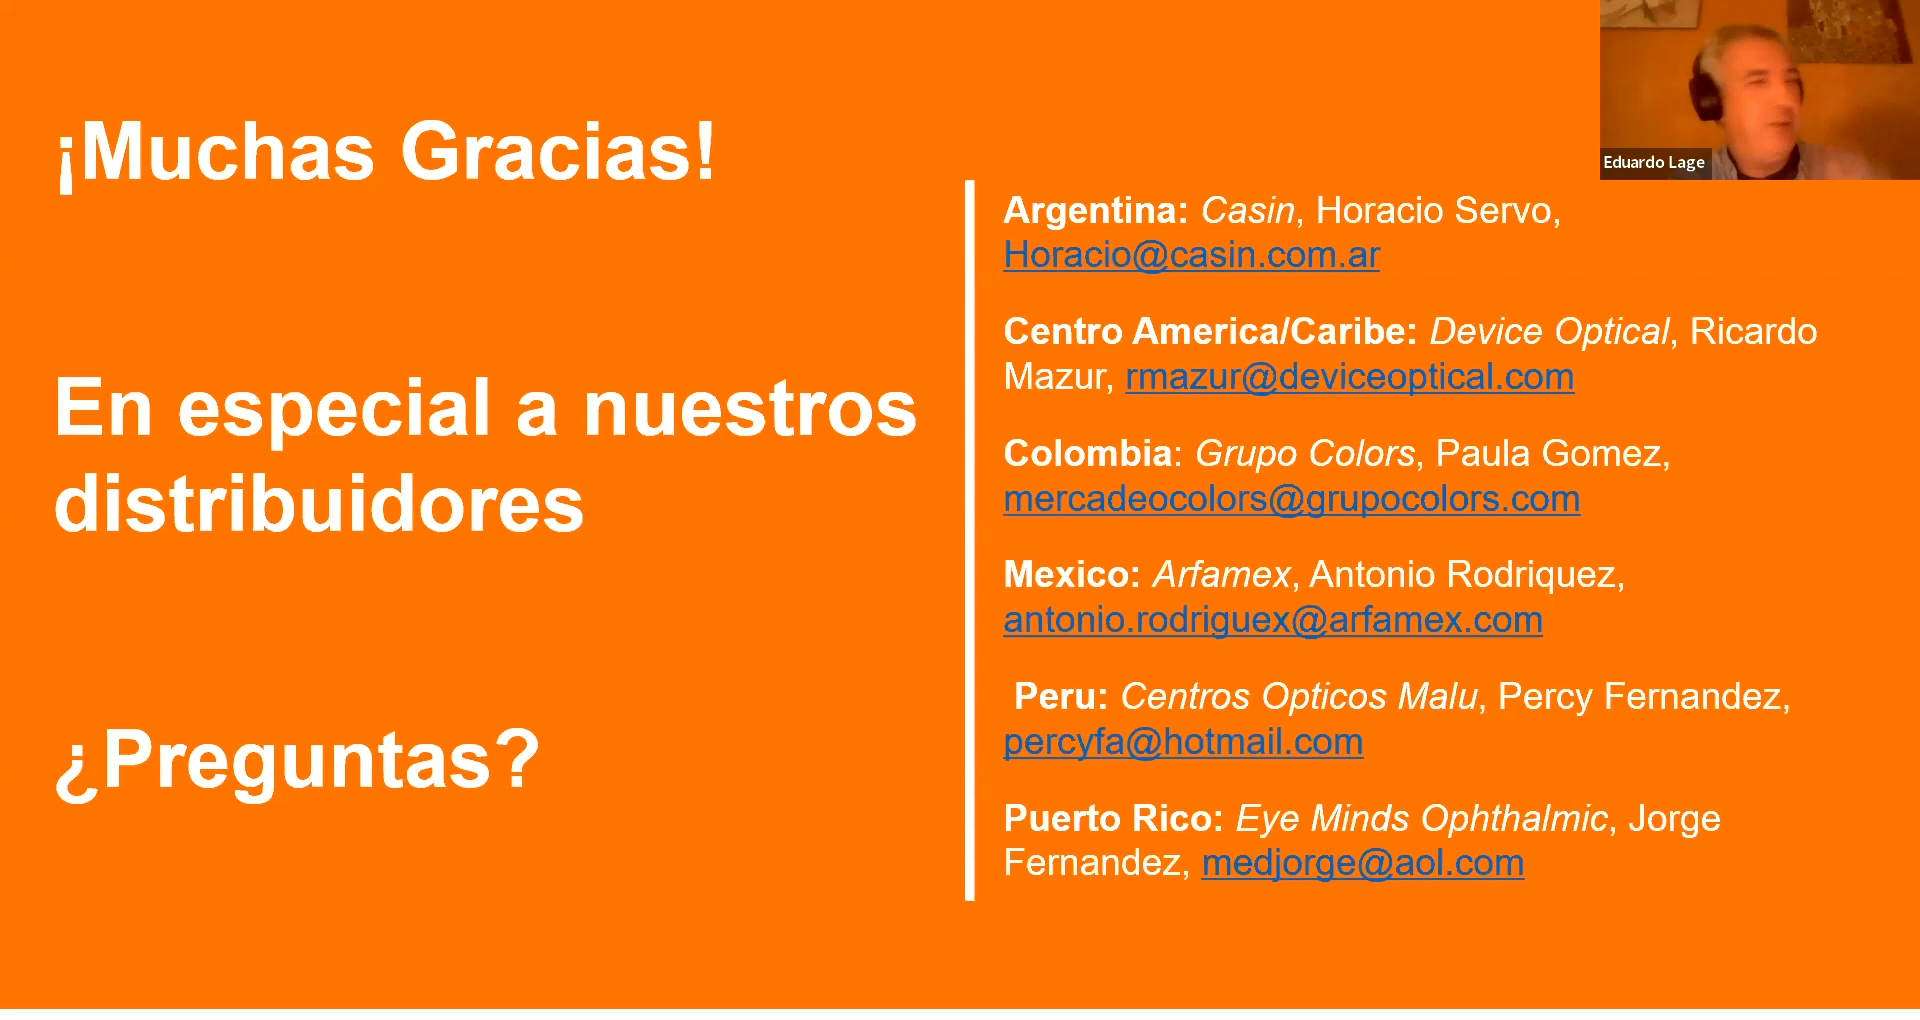 ¡Muchas Gracias!
En especial a nuestros
distribuidores
¿Preguntas?
Eduardo Lage
Argentina: Casin, Horacio Servo,
Horacio@casin.com.ar
Centro America/Caribe: Device Optical, Ricardo
Mazur, rmazur@deviceoptical.com
Colombia: Grupo Colors, Paula Gomez,
mercadeocolors@grupocolors.com
Mexico: Arfamex, Antonio Rodriquez,
antonio.rodriguex@arfamex.com
Peru: Centros Opticos Malu, Percy Fernandez,
percyfa@hotmail.com
Puerto Rico: Eye Minds Ophthalmic, Jorge
Fernandez, medjorge@aol.com